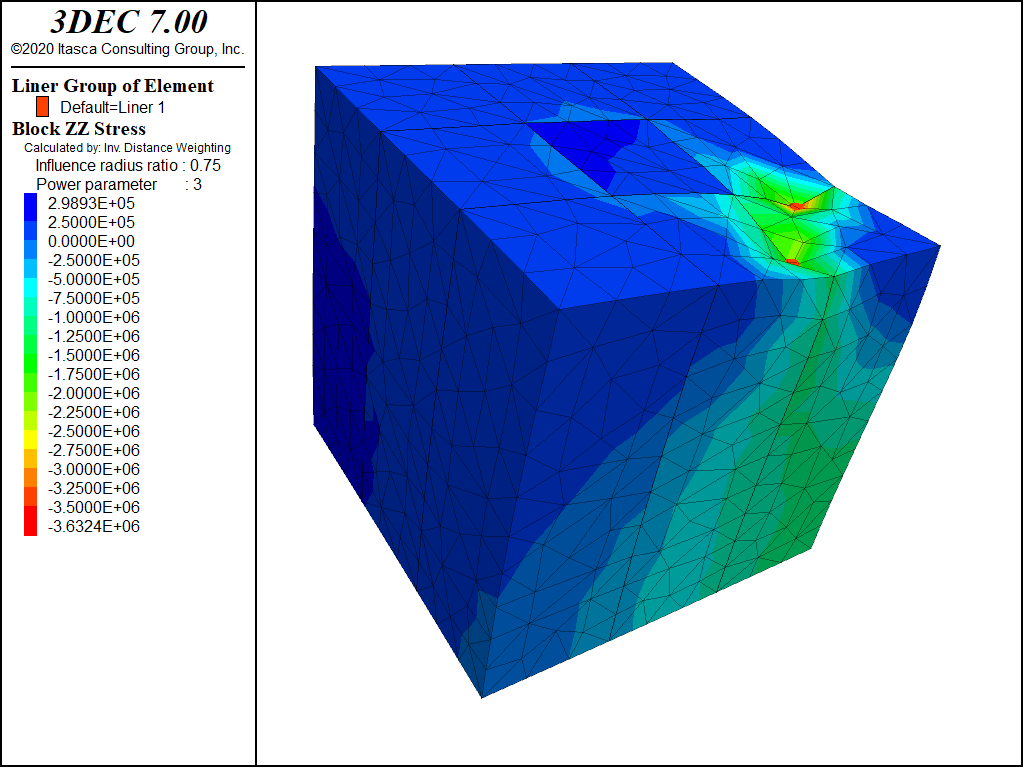 3DEC 7.00
©2020 Itasca Consulting Group, Inc.
Liner Group of Element
Default=Liner 1
Block ZZ Stress
Calculated by: Inv. Distance Weighting
Influence radius ratio : 0.75
Power parameter : 3
2.9893E+05
2.5000E+05
0.0000E+00
-2.5000E+05
-5.0000E+05
-7.5000E+05
-1.0000E+06
-1.2500E+06
-1.5000E+06
-1.7500E+06
-2.0000E+06
-2.2500E+06
-2.5000E+06
-2.7500E+06
-3.0000E+06
-3.2500E+06
-3.5000E+06
-3.6324E+06